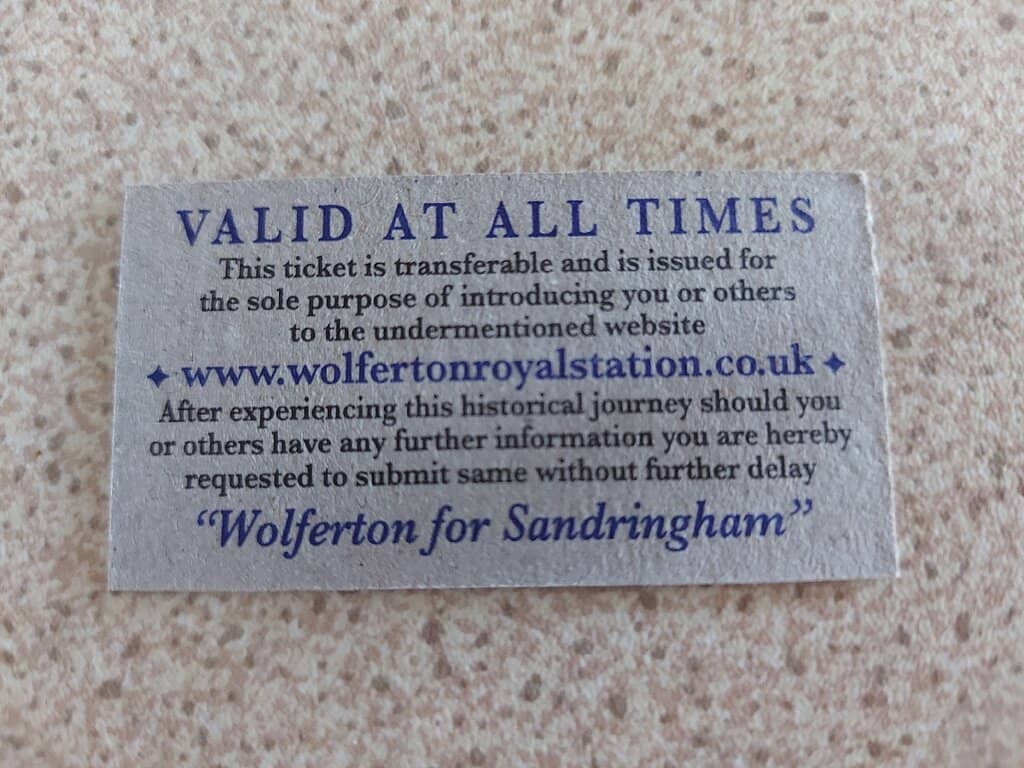 VALID AT ALL TIMES
This ticket is transferable and is issued for
the sole purpose of introducing you or others
to the undermentioned website
✦ www.wolfertonroyalstation.co.uk ✦
After experiencing this historical journey should you
or others have any further information you are hereby
requested to submit same without further delay
“Wolferton for Sandringham”